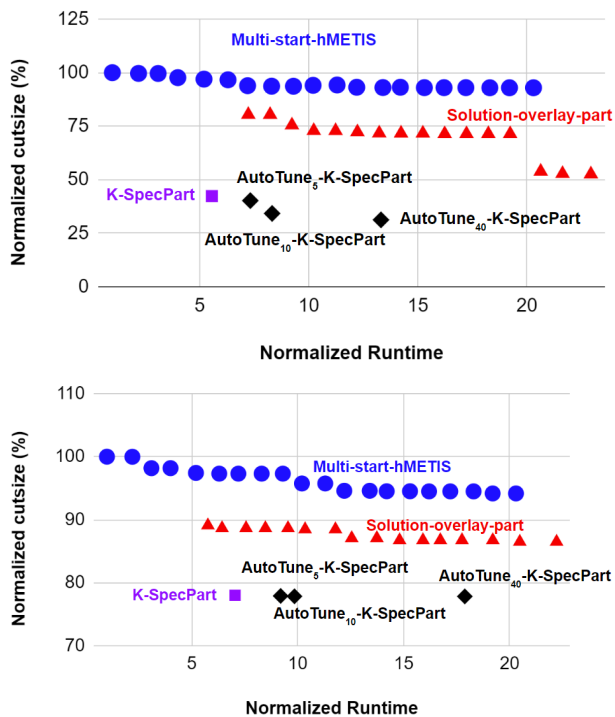 125
Multi-start-hMETIS
100
Solution-overlay-part
75
AutoTune5-K-SpecPart
K-SpecPart
50
AutoTune40-K-SpecPart
25
AutoTune10-K-SpecPart
0
5
10
15
20
Normalized cutsize (%)
Normalized Runtime
110
100
Multi-start-hMETIS
90
Solution-overlay-part
AutoTune5-K-SpecPart
AutoTune40-K-SpecPart
80
K-SpecPart
AutoTune10-K-SpecPart
70
5
10
15
20
Normalized cutsize (%)
Normalized Runtime